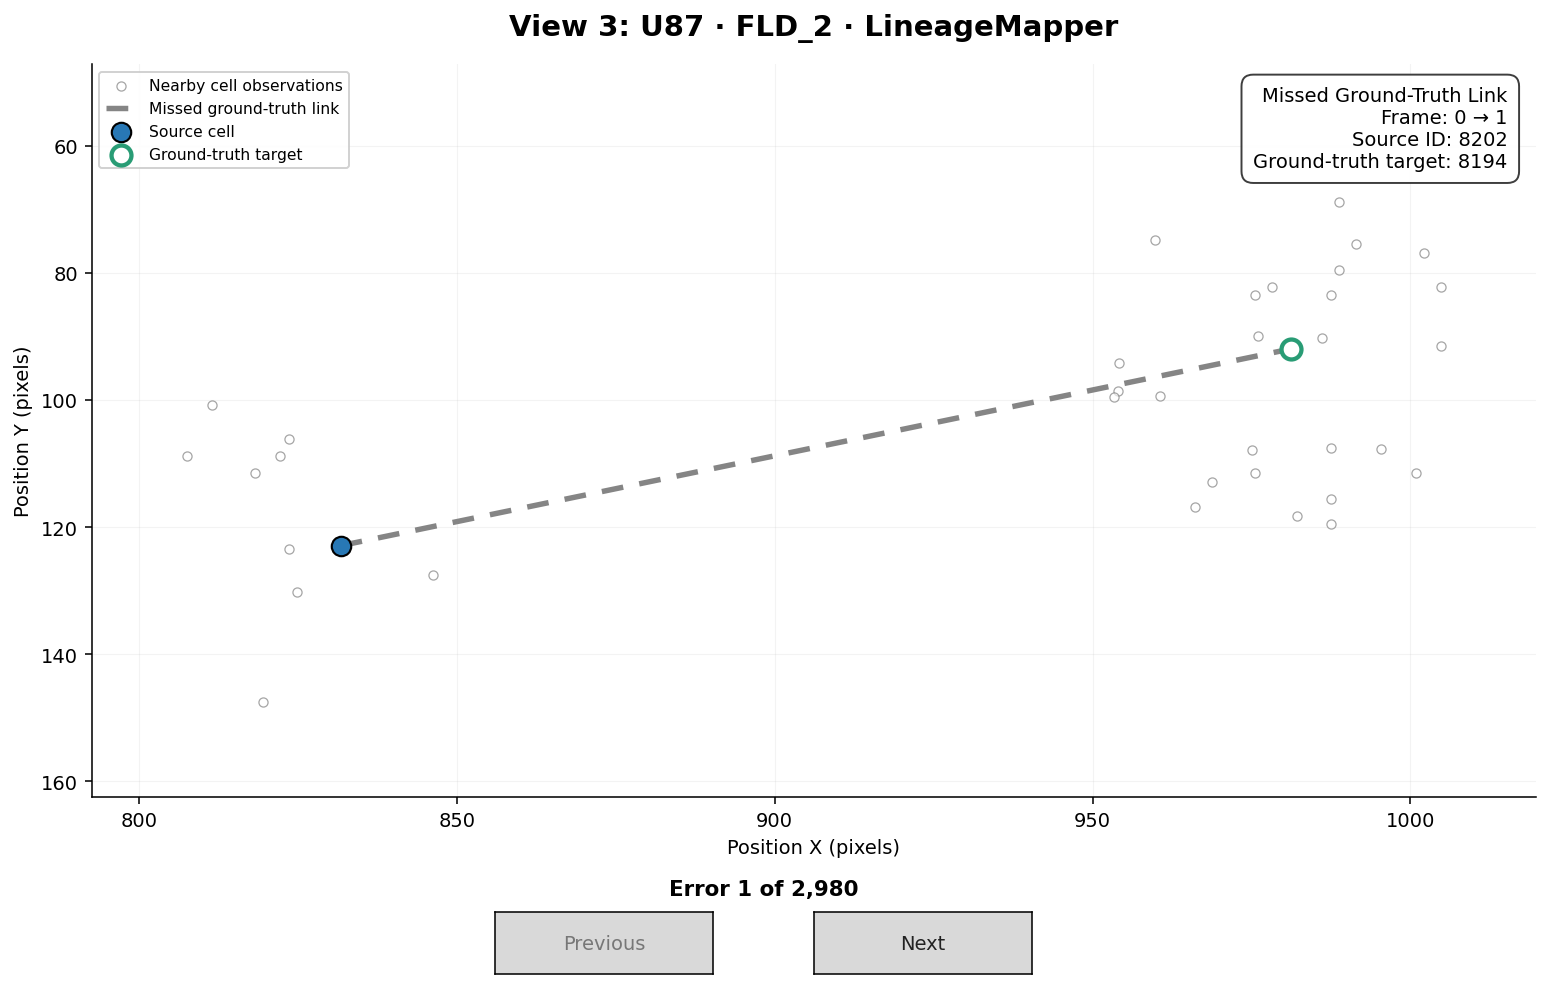 View 3: U87 · FLD_2 · LineageMapper
Nearby cell observations
Missed ground-truth link
Source cell
Ground-truth target
Missed Ground-Truth Link
Frame: 0 → 1
Source ID: 8202
Ground-truth target: 8194
Position Y (pixels)
60
80
100
120
140
160
800
850
900
950
1000
Position X (pixels)
Error 1 of 2,980
Previous
Next